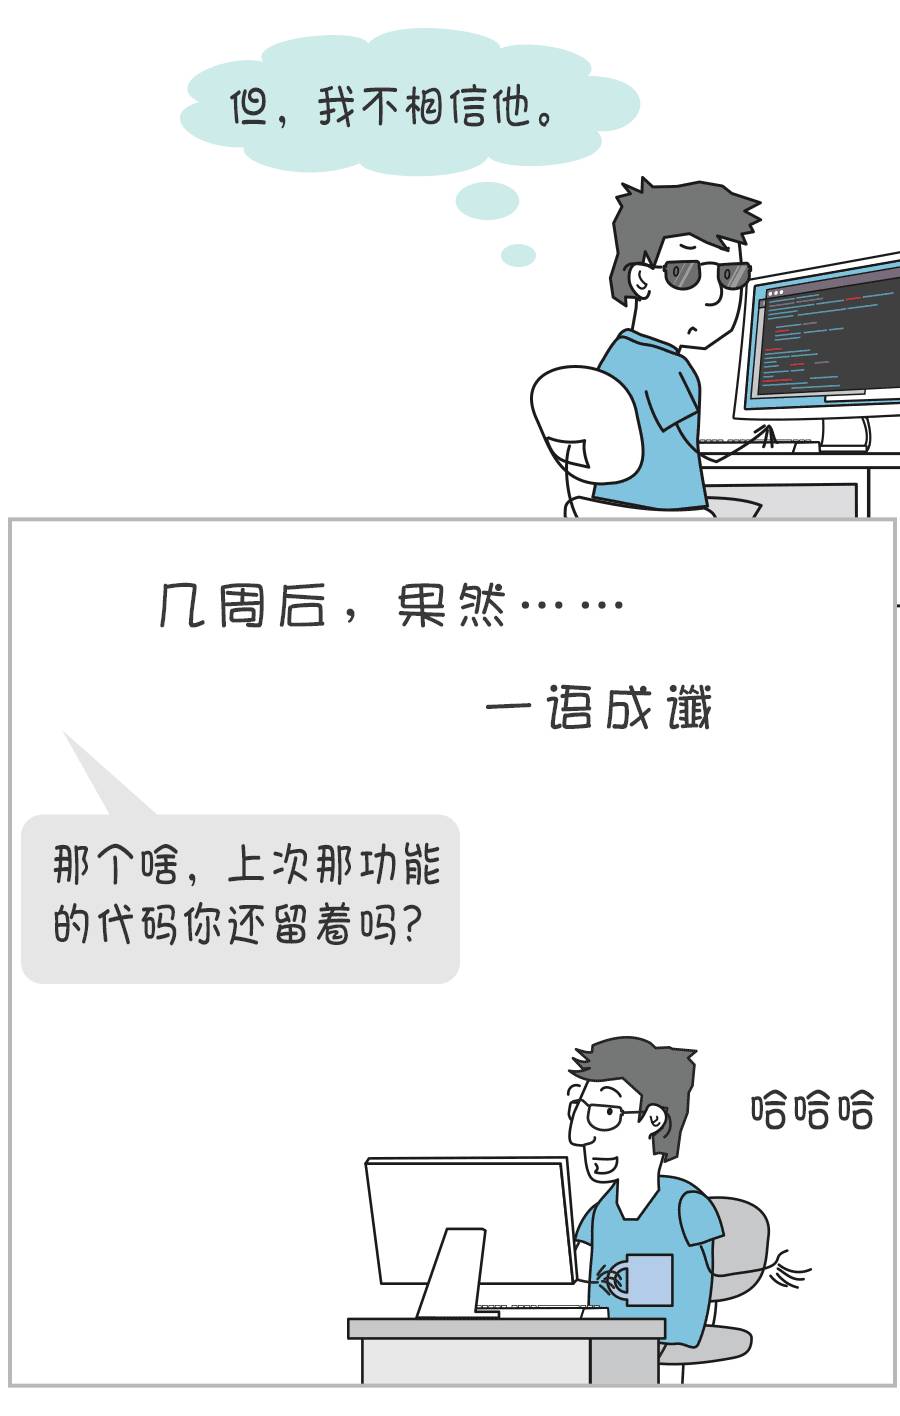 但，我不相信他。
几周后，果然……
一语成谶
那个啥，上次那功能
的代码你还留着吗？
哈哈哈